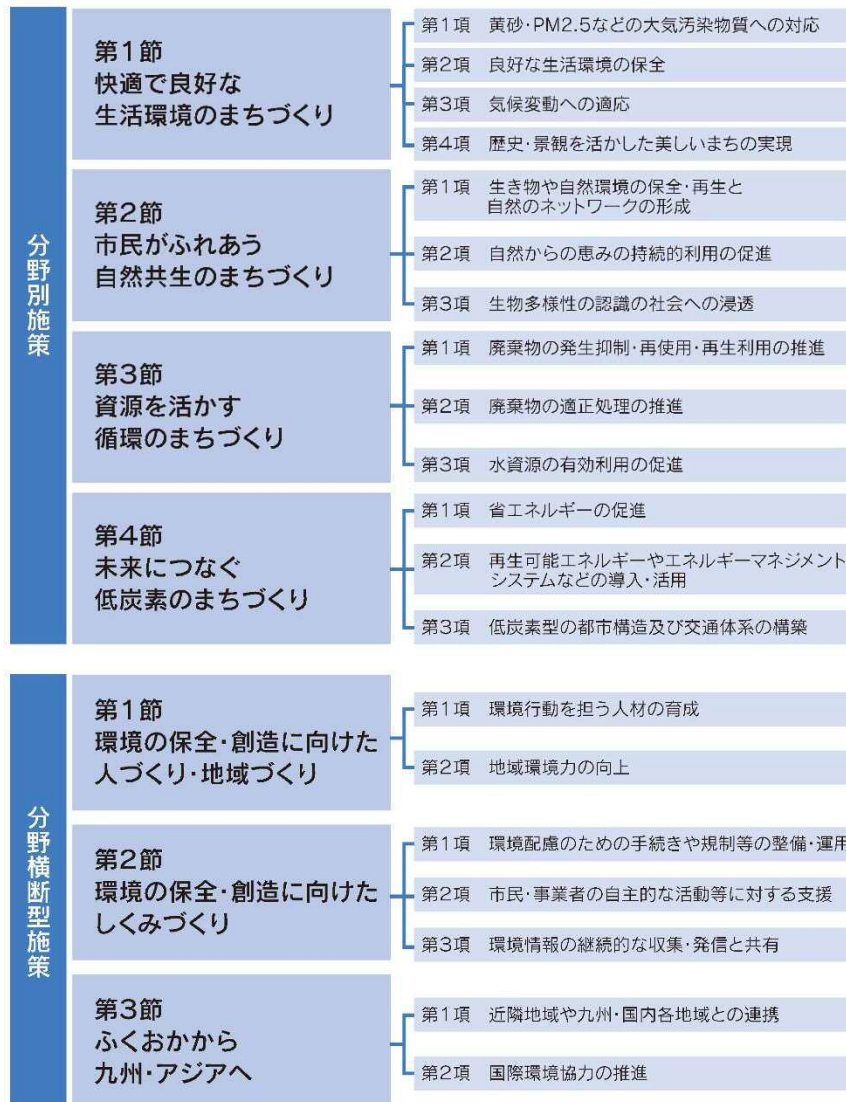 分野別施策
第1節
快適で良好な
生活環境のまちづくり
第1項 黄砂・PM2.5などの大気汚染物質への対応
第2項 良好な生活環境の保全
第3項 気候変動への適応
第4項 歴史・景観を活かした美しいまちの実現
第2節
市民がふれあう
自然共生のまちづくり
第1項 生き物や自然環境の保全・再生と
自然のネットワークの形成
第2項 自然からの恵みの持続的利用の促進
第3項 生物多様性の認識の社会への浸透
第3節
資源を活かす
循環のまちづくり
第1項 廃棄物の発生抑制・再使用・再生利用の推進
第2項 廃棄物の適正処理の推進
第3項 水資源の有効利用の促進
第4節
未来につなぐ
低炭素のまちづくり
第1項 省エネルギーの促進
第2項 再生可能エネルギーやエネルギーマネジメント
システムなどの導入・活用
第3項 低炭素型の都市構造及び交通体系の構築
分野横断型施策
第1節
環境の保全・創造に向けた
人づくり・地域づくり
第1項 環境行動を担う人材の育成
第2項 地域環境力の向上
第2節
環境の保全・創造に向けた
しくみづくり
第1項 環境配慮のための手続きや規制等の整備・運用
第2項 市民・事業者の自主的な活動等に対する支援
第3項 環境情報の継続的な収集・発信と共有
第3節
ふくおかから
九州・アジアへ
第1項 近隣地域や九州・国内各地域との連携
第2項 国際環境協力の推進